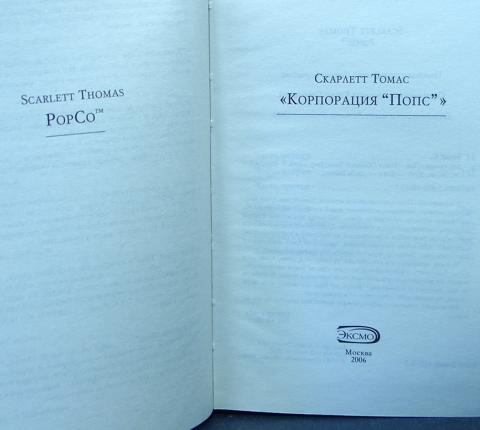 SCARLETT THOMAS
POPCO™
СКАРЛЕТТ ТОМАС
«КОРПОРАЦИЯ “ПОПС”»
ЭКСМО
Москва
2006